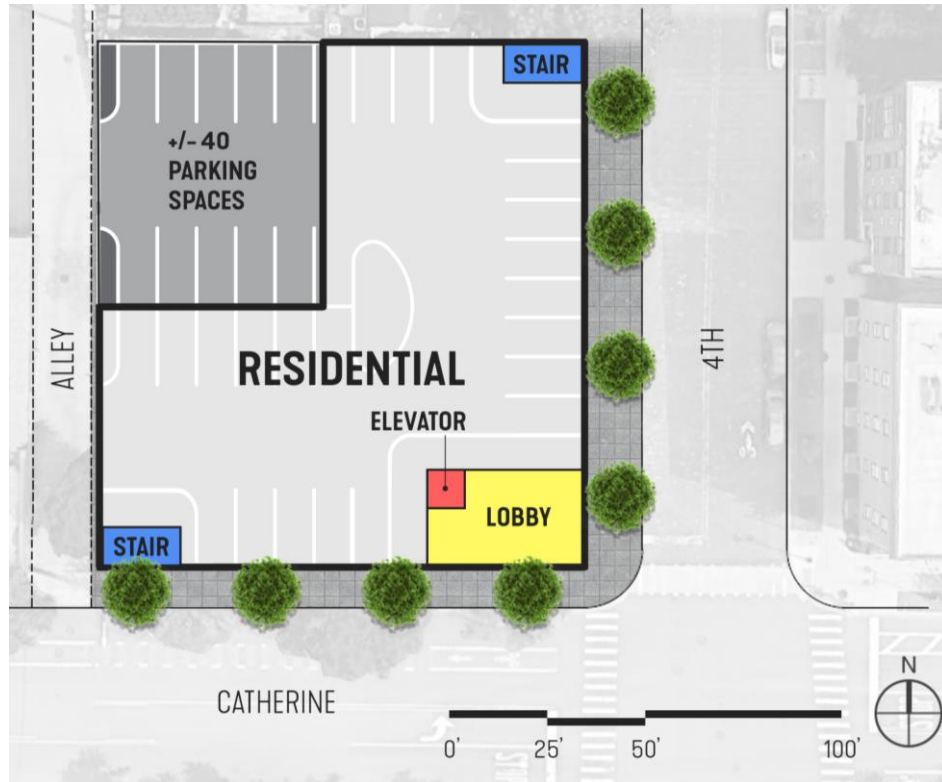 STAIR
+/- 40
PARKING
SPACES
ALLEY
RESIDENTIAL
4TH
ELEVATOR
LOBBY
STAIR
CATHERINE
N
0' 25' 50' 100'